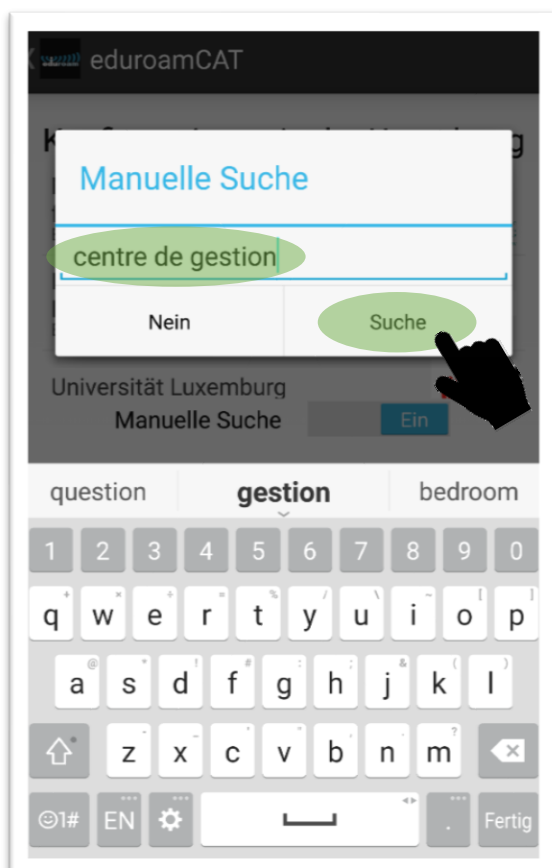 eduroamCAT
Manuelle Suche
centre de gestion
Nein Suche
Universität Luxemburg
Manuelle Suche Ein
question gestion bedroom
1 2 3 4 5 6 7 8 9 0
q w e r t y u i o p
a s d f g h j k l
z x c v b n m
1# EN . Fertig